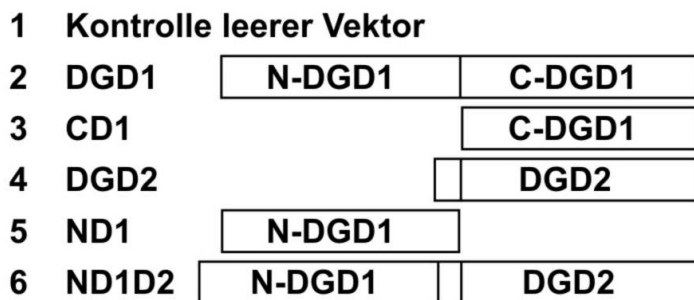 1 Kontrolle leerer Vektor
2 DGD1 N-DGD1 C-DGD1
3 CD1 C-DGD1
4 DGD2 DGD2
5 ND1 N-DGD1
6 ND1D2 N-DGD1 DGD2